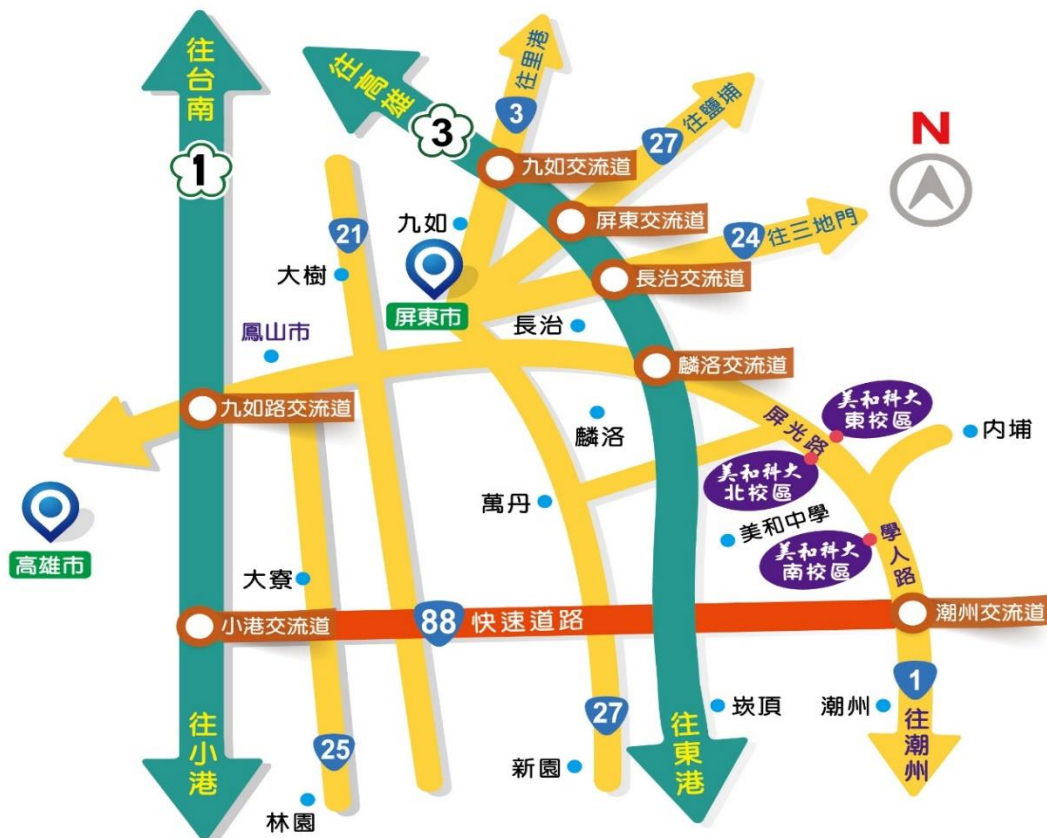 往台南
往高雄
往里港
3
往鹽埔
27
3
N
1
九如交流道
21
九如
屏東交流道
24
往三地門
大樹
長治交流道
屏東市
長治
鳳山市
麟洛交流道
九如路交流道
美和科大
東校區
屏光路
麟洛
內埔
美和科大
北校區
萬丹
美和中學
高雄市
美和科大
南校區
學人路
大寮
小港交流道
88
快速道路
潮州交流道
1
往小港
崁頂
潮州
27
往東港
往潮州
25
新園
林園